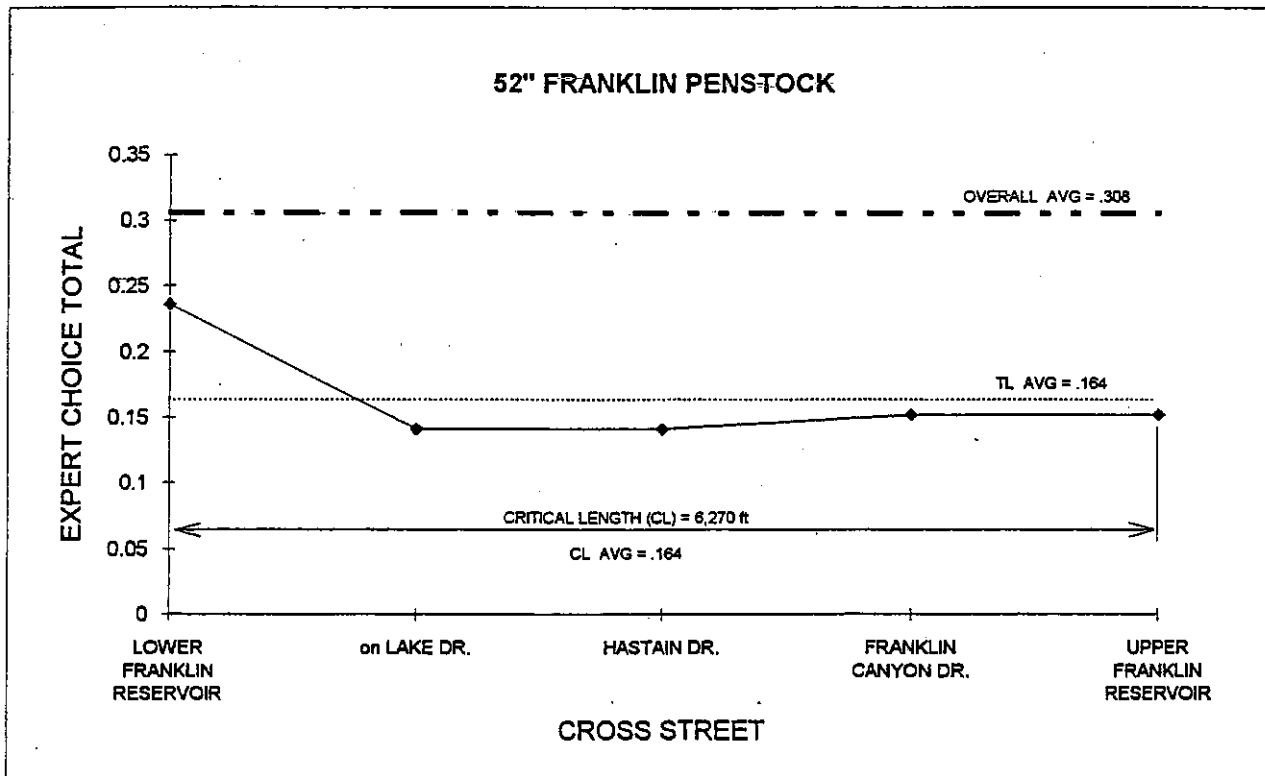 52" FRANKLIN PENSTOCK
EXPERT CHOICE TOTAL
0.35
0.3
0.25
0.2
0.15
0.1
0.05
0
OVERALL AVG = .308
TL AVG = .164
CRITICAL LENGTH (CL) = 6,270 ft
CL AVG = .164
LOWER
FRANKLIN
RESERVOIR
on LAKE DR.
HASTAIN DR.
FRANKLIN
CANYON DR.
UPPER
FRANKLIN
RESERVOIR
CROSS STREET